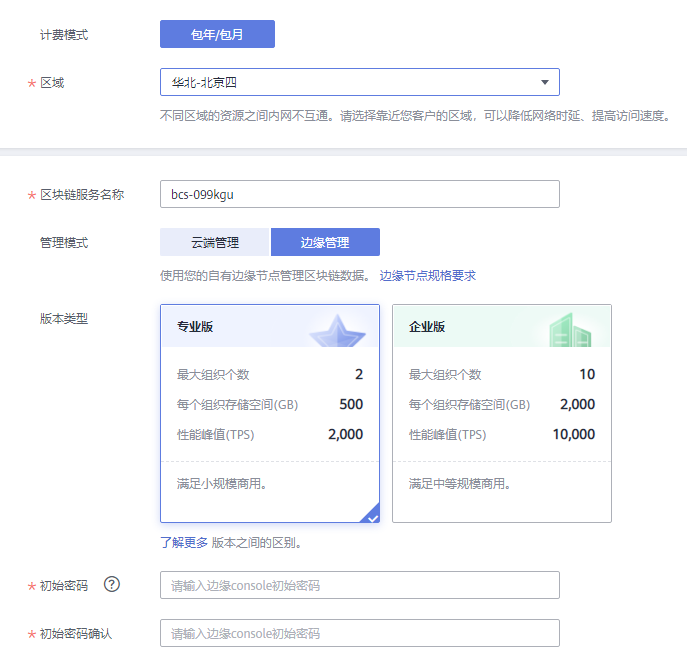 计费模式 包年/包月
* 区域 华北-北京四
不同区域的资源之间内网不互通。请选择靠近您客户的区域，可以降低网络时延、提高访问速度。
* 区块链服务名称 bcs-099kgu
管理模式 云端管理 边缘管理
使用您的自有边缘节点管理区块链数据。 边缘节点规格要求
版本类型
专业版
最大组织个数 2
每个组织存储空间(GB) 500
性能峰值(TPS) 2,000
满足小规模商用。
企业版
最大组织个数 10
每个组织存储空间(GB) 2,000
性能峰值(TPS) 10,000
满足中等规模商用。
了解更多 版本之间的区别。
* 初始密码 ? 请输入边缘console初始密码
* 初始密码确认 请输入边缘console初始密码